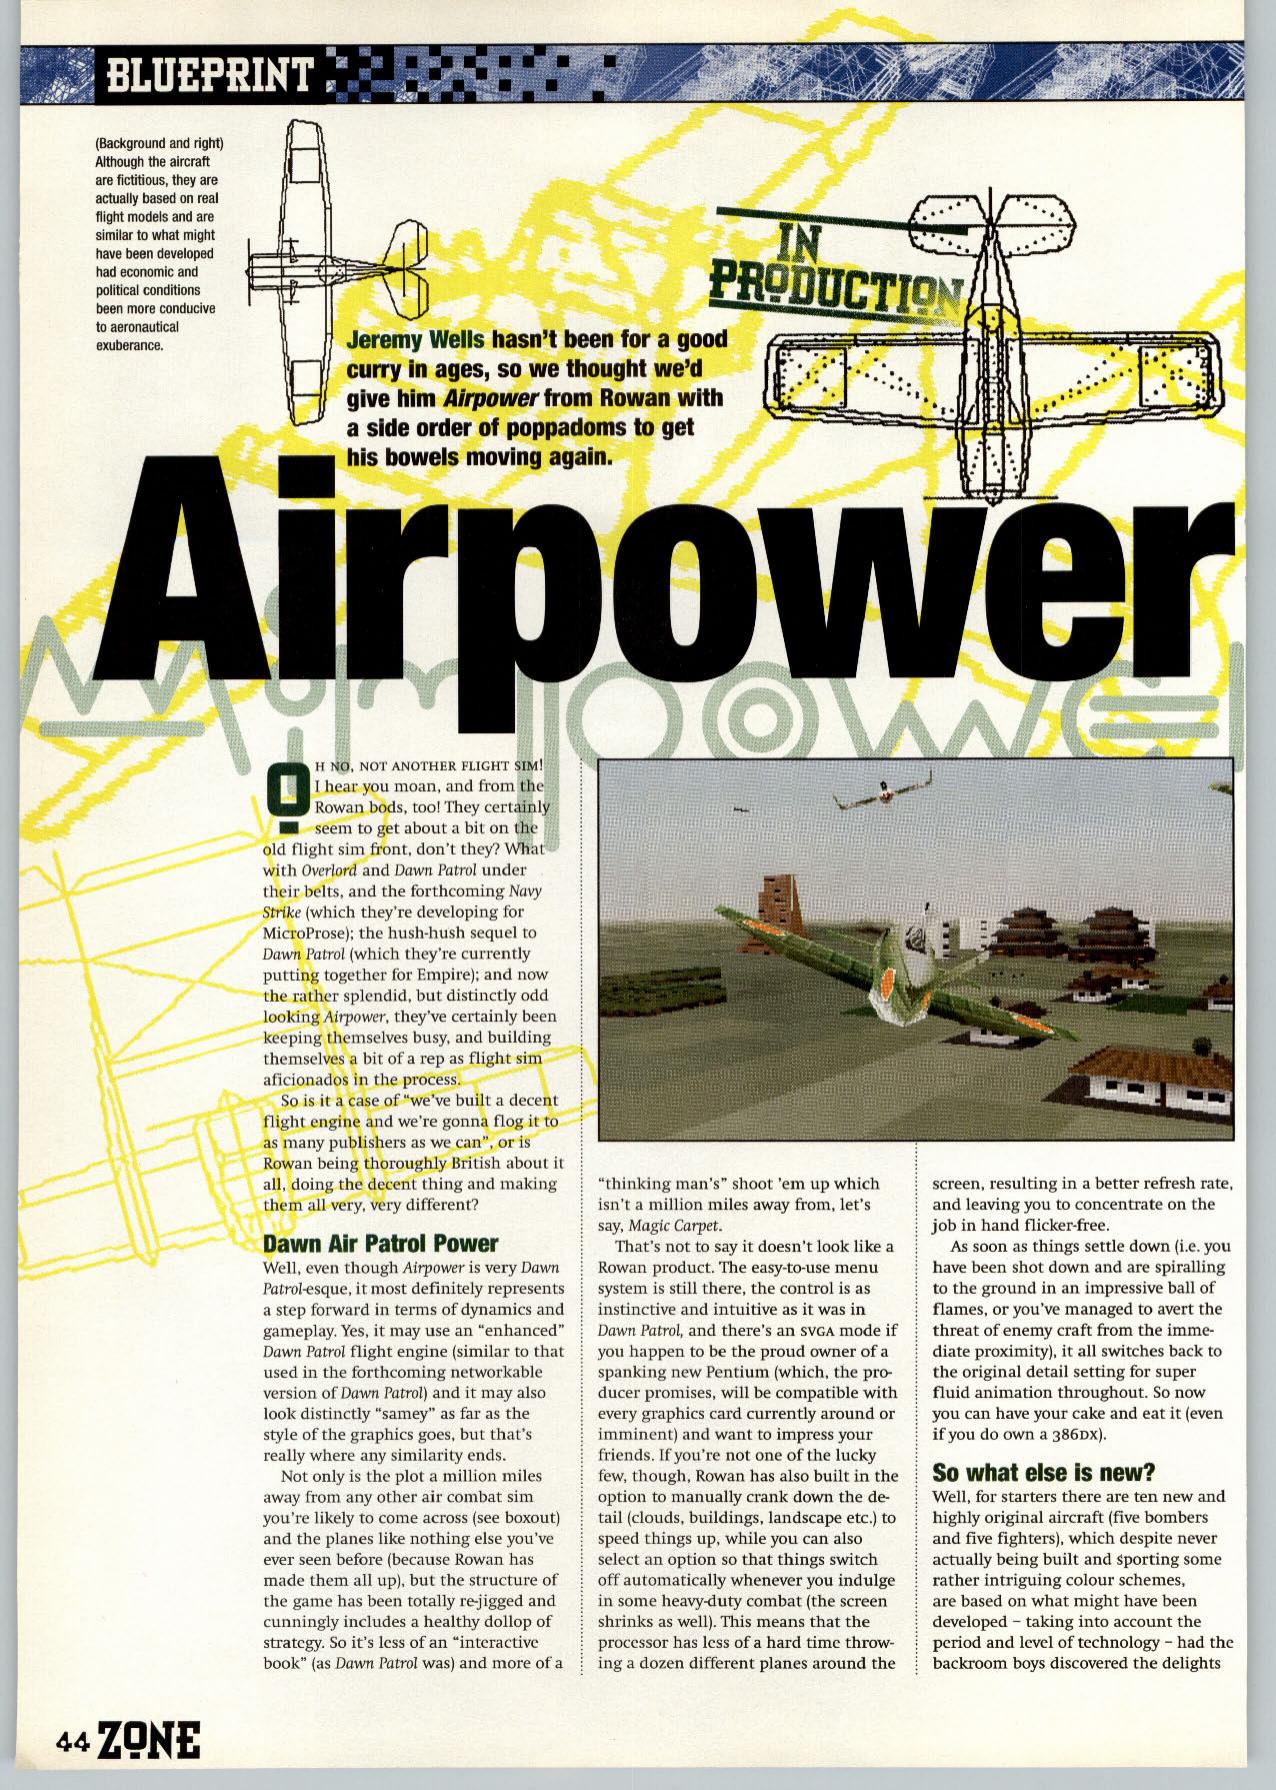 BLUEPRINT
(Background and right)
Although the aircraft
are fictitious, they are
actually based on real
flight models and are
similar to what might
have been developed
had economic and
political conditions
been more conducive
to aeronautical
exuberance.
IN
PRODUCTION
Jeremy Wells hasn't been for a good
curry in ages, so we thought we'd
give him Airpower from Rowan with
a side order of poppadoms to get
his bowels moving again.
Airpower
Airpower
OH NO, NOT ANOTHER FLIGHT SIM!
I hear you moan, and from the
Rowan bods, too! They certainly
seem to get about a bit on the
old flight sim front, don't they? What
with Overlord and Dawn Patrol under
their belts, and the forthcoming Navy
Strike (which they're developing for
MicroProse); the hush-hush sequel to
Dawn Patrol (which they're currently
putting together for Empire); and now
the rather splendid, but distinctly odd
looking Airpower, they've certainly been
keeping themselves busy, and building
themselves a bit of a rep as flight sim
aficionados in the process.
So is it a case of "we've built a decent
flight engine and we're gonna flog it to
as many publishers as we can", or is
Rowan being thoroughly British about it
all, doing the decent thing and making
them all very, very different?
Dawn Air Patrol Power
Well, even though Airpower is very Dawn
Patrol-esque, it most definitely represents
a step forward in terms of dynamics and
gameplay. Yes, it may use an "enhanced"
Dawn Patrol flight engine (similar to that
used in the forthcoming networkable
version of Dawn Patrol) and it may also
look distinctly "samey" as far as the
style of the graphics goes, but that's
really where any similarity ends.
Not only is the plot a million miles
away from any other air combat sim
you're likely to come across (see boxout)
and the planes like nothing else you've
ever seen before (because Rowan has
made them all up), but the structure of
the game has been totally re-jigged and
cunningly includes a healthy dollop of
strategy. So it's less of an "interactive
book" (as Dawn Patrol was) and more of a
"thinking man's" shoot 'em up which
isn't a million miles away from, let's
say, Magic Carpet.
That's not to say it doesn't look like a
Rowan product. The easy-to-use menu
system is still there, the control is as
instinctive and intuitive as it was in
Dawn Patrol, and there's an SVGA mode if
you happen to be the proud owner of a
spanking new Pentium (which, the pro-
ducer promises, will be compatible with
every graphics card currently around or
imminent) and want to impress your
friends. If you're not one of the lucky
few, though, Rowan has also built in the
option to manually crank down the de-
tail (clouds, buildings, landscape etc.) to
speed things up, while you can also
select an option so that things switch
off automatically whenever you indulge
in some heavy-duty combat (the screen
shrinks as well). This means that the
processor has less of a hard time throw-
ing a dozen different planes around the
screen, resulting in a better refresh rate,
and leaving you to concentrate on the
job in hand flicker-free.
As soon as things settle down (i.e. you
have been shot down and are spiralling
to the ground in an impressive ball of
flames, or you've managed to avert the
threat of enemy craft from the imme-
diate proximity), it all switches back to
the original detail setting for super
fluid animation throughout. So now
you can have your cake and eat it (even
if you do own a 386DX).
So what else is new?
Well, for starters there are ten new and
highly original aircraft (five bombers
and five fighters), which despite never
actually being built and sporting some
rather intriguing colour schemes,
are based on what might have been
developed – taking into account the
period and level of technology – had the
backroom boys discovered the delights
44 ZONE